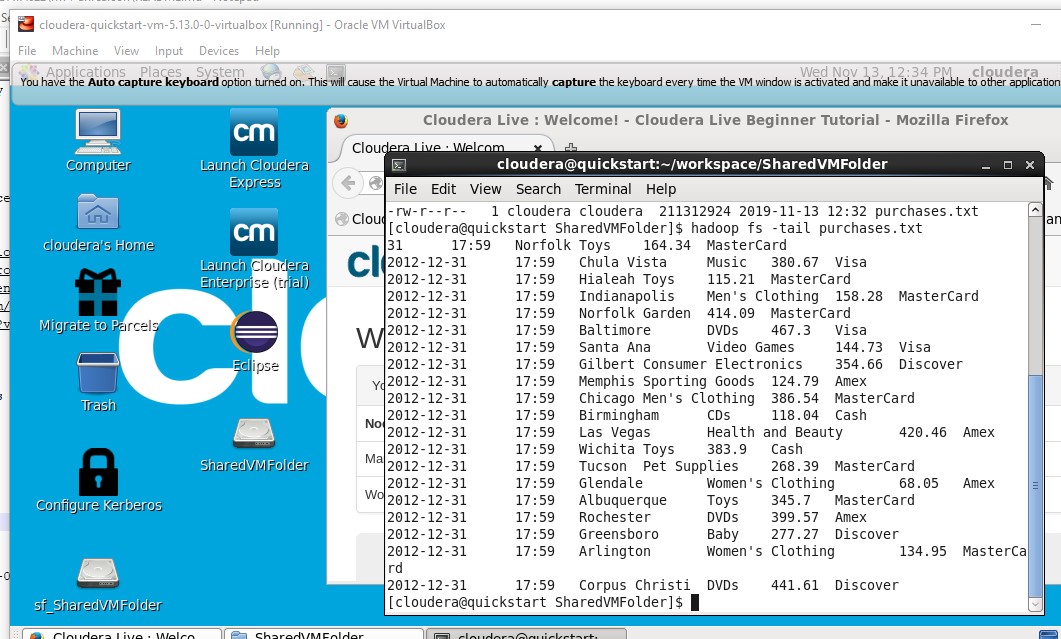 cloudera-quickstart-vm-5.13.0-0-virtualbox [Running] - Oracle VM VirtualBox
File Machine View Input Devices Help
Applications Places System Wed Nov 13, 12:34 PM cloudera
You have the Auto capture keyboard option turned on. This will cause the Virtual Machine to automatically capture the keyboard every time the VM window is activated and make it unavailable to other application
Computer
cloudera's Home
Migrate to Parcels
Trash
Configure Kerberos
sf_SharedVMFolder
cm
Launch Cloudera
Express
cm
Launch Cloudera
Enterprise (trial)
Eclipse
SharedVMFolder
Cloudera Live : Welcome! - Cloudera Live Beginner Tutorial - Mozilla Firefox
Cloudera Live : Welcom
cloudera@quickstart:~/workspace/SharedVMFolder
File Edit View Search Terminal Help
-rw-r--r--   1 cloudera cloudera  211312924 2019-11-13 12:32 purchases.txt
[cloudera@quickstart SharedVMFolder]$ hadoop fs -tail purchases.txt
31      17:59   Norfolk Toys    164.34  MasterCard
2012-12-31      17:59   Chula Vista     Music   380.67  Visa
2012-12-31      17:59   Hialeah Toys    115.21  MasterCard
2012-12-31      17:59   Indianapolis    Men's Clothing  158.28  MasterCard
2012-12-31      17:59   Norfolk Garden  414.09  MasterCard
2012-12-31      17:59   Baltimore       DVDs    467.3   Visa
2012-12-31      17:59   Santa Ana       Video Games     144.73  Visa
2012-12-31      17:59   Gilbert Consumer Electronics    354.66  Discover
2012-12-31      17:59   Memphis Sporting Goods  124.79  Amex
2012-12-31      17:59   Chicago Men's Clothing  386.54  MasterCard
2012-12-31      17:59   Birmingham      CDs     118.04  Cash
2012-12-31      17:59   Las Vegas       Health and Beauty       420.46  Amex
2012-12-31      17:59   Wichita Toys    383.9   Cash
2012-12-31      17:59   Tucson  Pet Supplies    268.39  MasterCard
2012-12-31      17:59   Glendale        Women's Clothing        68.05   Amex
2012-12-31      17:59   Albuquerque     Toys    345.7   MasterCard
2012-12-31      17:59   Rochester       DVDs    399.57  Amex
2012-12-31      17:59   Greensboro      Baby    277.27  Discover
2012-12-31      17:59   Arlington       Women's Clothing        134.95  MasterCa
rd
2012-12-31      17:59   Corpus Christi  DVDs    441.61  Discover
[cloudera@quickstart SharedVMFolder]$
Cloudera Live : Welco...
SharedVMFolder
cloudera@quickstart: